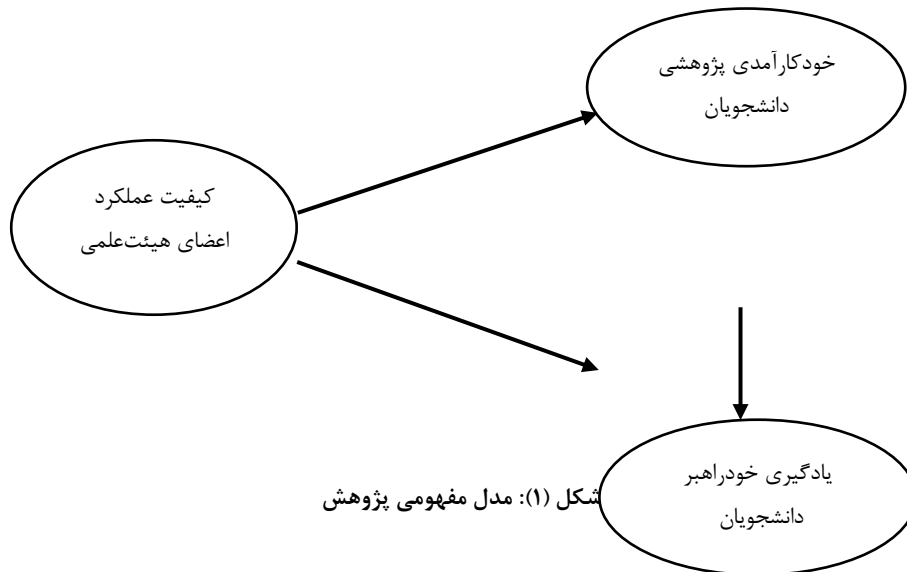 خودکارآمدی پژوهشی
دانشجویان
کیفیت عملکرد
اعضای هیئت‌علمی
یادگیری خودراهبر
دانشجویان
شکل (۱): مدل مفهومی پژوهش